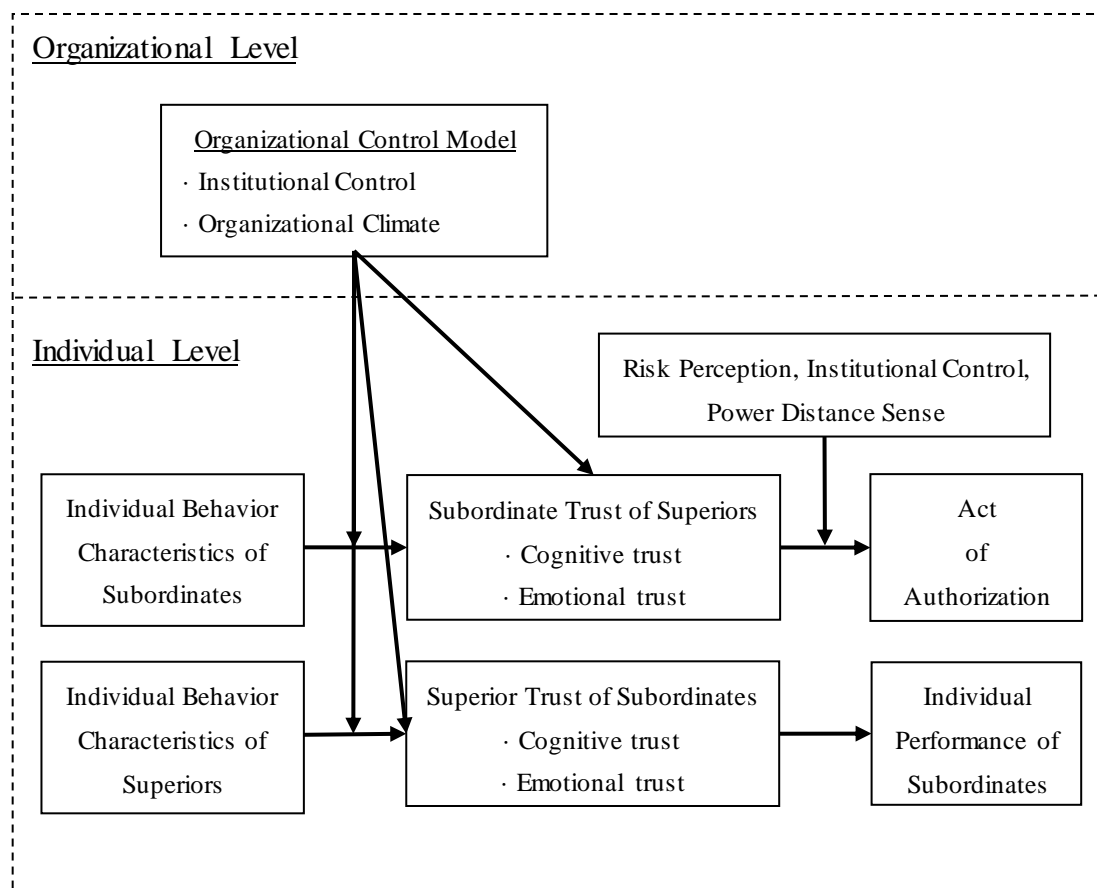 Organizational Level
Organizational Control Model
· Institutional Control
· Organizational Climate
Individual Level
Risk Perception, Institutional Control,
Power Distance Sense
Individual Behavior
Characteristics of
Subordinates
Subordinate Trust of Superiors
· Cognitive trust
· Emotional trust
Act
of
Authorization
Individual Behavior
Characteristics of
Superiors
Superior Trust of Subordinates
· Cognitive trust
· Emotional trust
Individual
Performance of
Subordinates